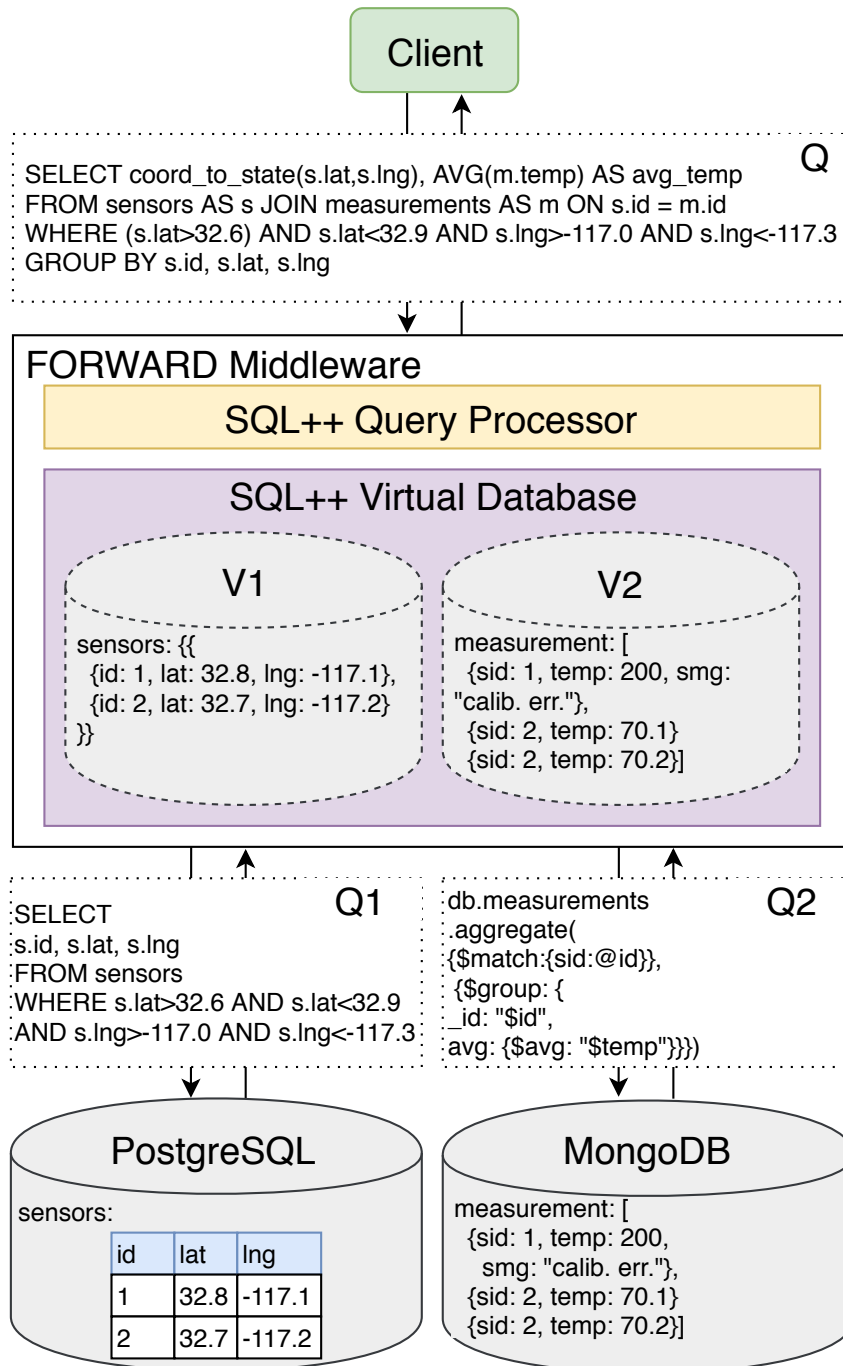 Client
Q
SELECT coord_to_state(s.lat,s.lng), AVG(m.temp) AS avg_temp
FROM sensors AS s JOIN measurements AS m ON s.id = m.id
WHERE (s.lat>32.6) AND s.lat<32.9 AND s.lng>-117.0 AND s.lng<-117.3
GROUP BY s.id, s.lat, s.lng
FORWARD Middleware
SQL++ Query Processor
SQL++ Virtual Database
V1
sensors: {{
{id: 1, lat: 32.8, lng: -117.1},
{id: 2, lat: 32.7, lng: -117.2}
}}
V2
measurement: [
{sid: 1, temp: 200, smg:
"calib. err."},
{sid: 2, temp: 70.1}
{sid: 2, temp: 70.2}]
Q1
SELECT
s.id, s.lat, s.lng
FROM sensors
WHERE s.lat>32.6 AND s.lat<32.9
AND s.lng>-117.0 AND s.lng<-117.3
Q2
db.measurements
.aggregate(
{$match:{sid:@id}},
{$group: {
_id: "$id",
avg: {$avg: "$temp"}}})
PostgreSQL
sensors:
id lat lng
1 32.8 -117.1
2 32.7 -117.2
MongoDB
measurement: [
{sid: 1, temp: 200,
smg: "calib. err."},
{sid: 2, temp: 70.1}
{sid: 2, temp: 70.2}]